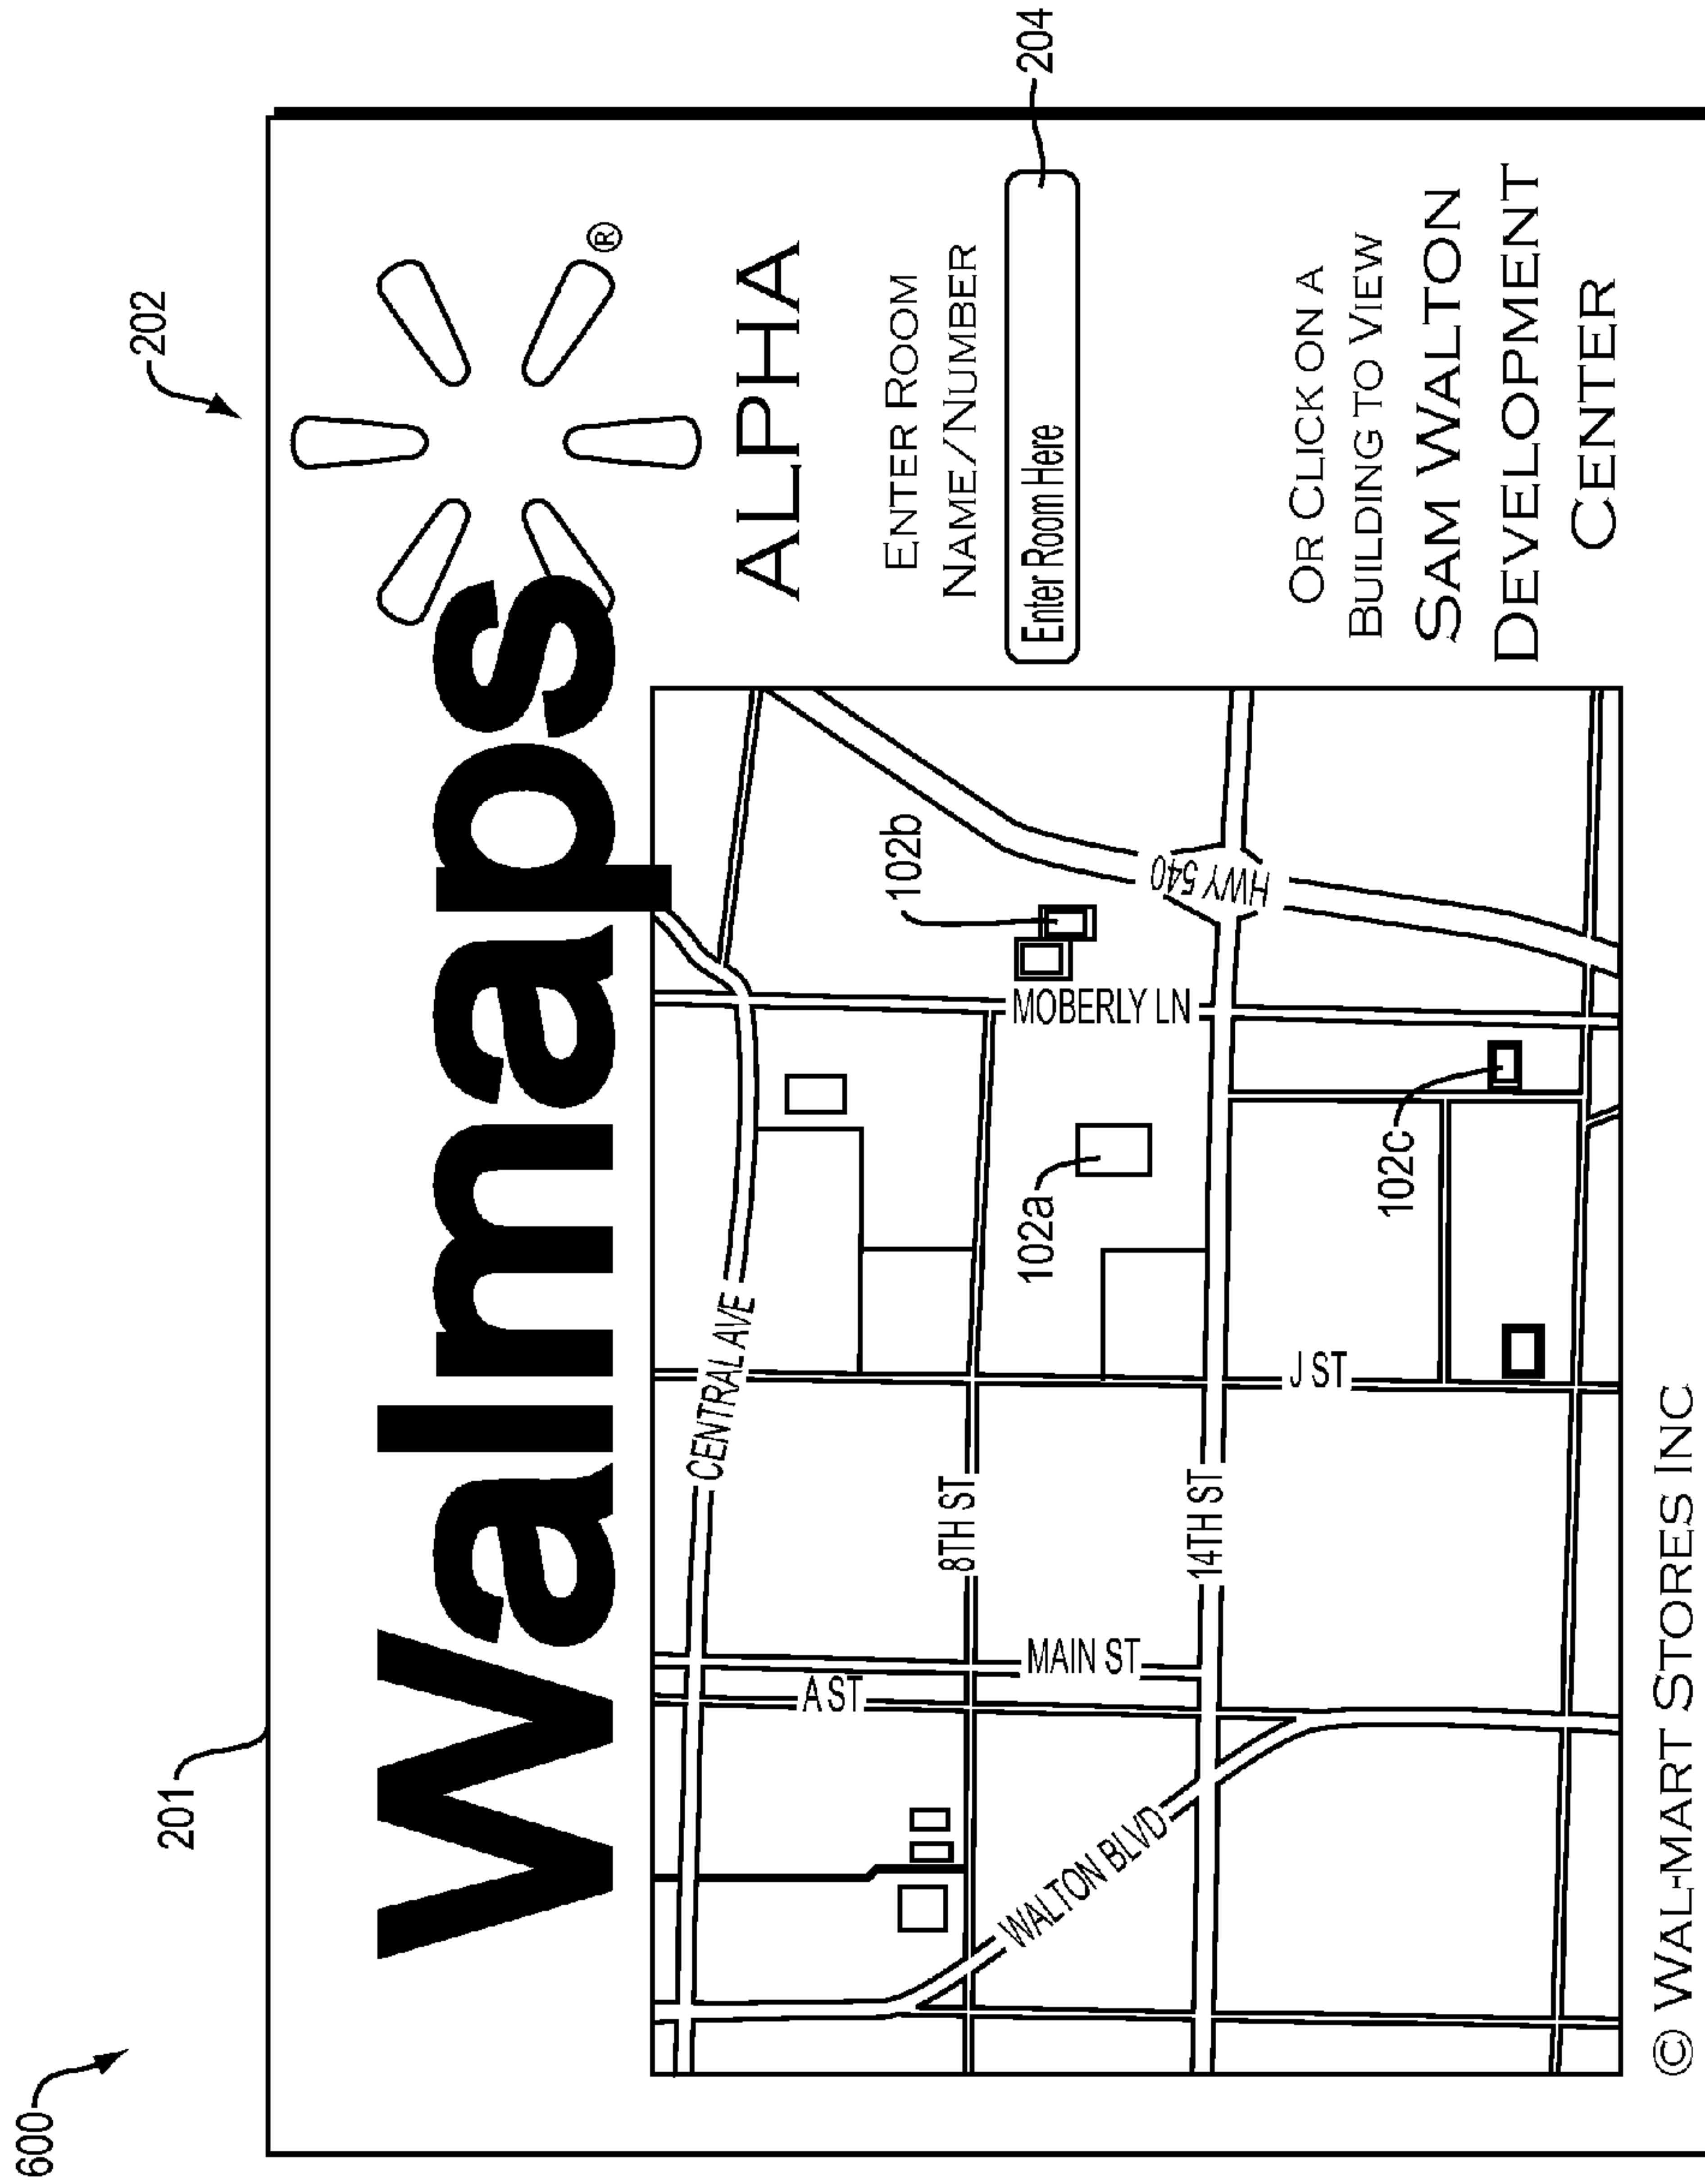 600
201
202
Walmaps
®
ALPHA
ENTER ROOM
NAME/NUMBER
Enter Room Here
204
OR CLICK ON A
BUILDING TO VIEW
SAM WALTON
DEVELOPMENT
CENTER
CENTRAL AVE
A ST
MAIN ST
8TH ST
14TH ST
WALTON BLVD
J ST
MOBERLY LN
HWY 540
102a
102b
102c
© WAL-MART STORES INC